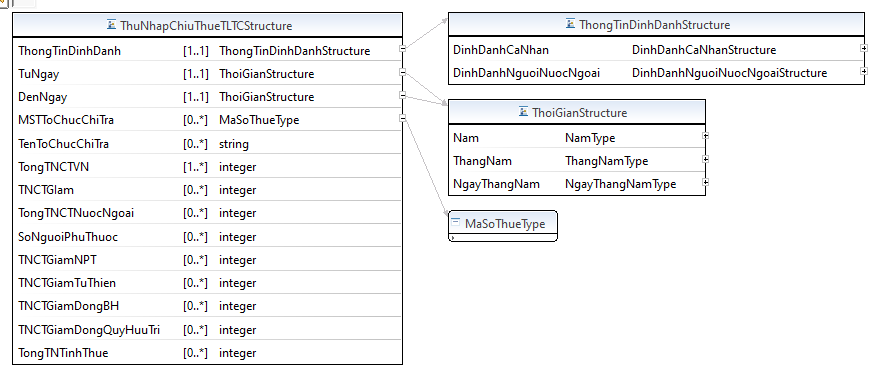 ThuNhapChiuThueTLTCStructure
ThongTinDinhDanh [1..1] ThongTinDinhDanhStructure
TuNgay [1..1] ThoiGianStructure
DenNgay [1..1] ThoiGianStructure
MSTToChucChiTra [0..*] MaSoThueType
TenToChucChiTra [0..*] string
TongTNCTVN [1..*] integer
TNCTGlam [0..*] integer
TongTNCTNuocNgoai [0..*] integer
SoNguoiPhuThuoc [0..*] integer
TNCTGiamNPT [0..*] integer
TNCTGiamTuThien [0..*] integer
TNCTGiamDongBH [0..*] integer
TNCTGiamDongQuyHuuTri [0..*] integer
TongTNTinhThue [0..*] integer
ThongTinDinhDanhStructure
DinhDanhCaNhan DinhDanhCaNhanStructure
DinhDanhNguoiNuocNgoai DinhDanhNguoiNuocNgoaiStructure
ThoiGianStructure
Nam NamType
ThangNam ThangNamType
NgayThangNam NgayThangNamType
MaSoThueType